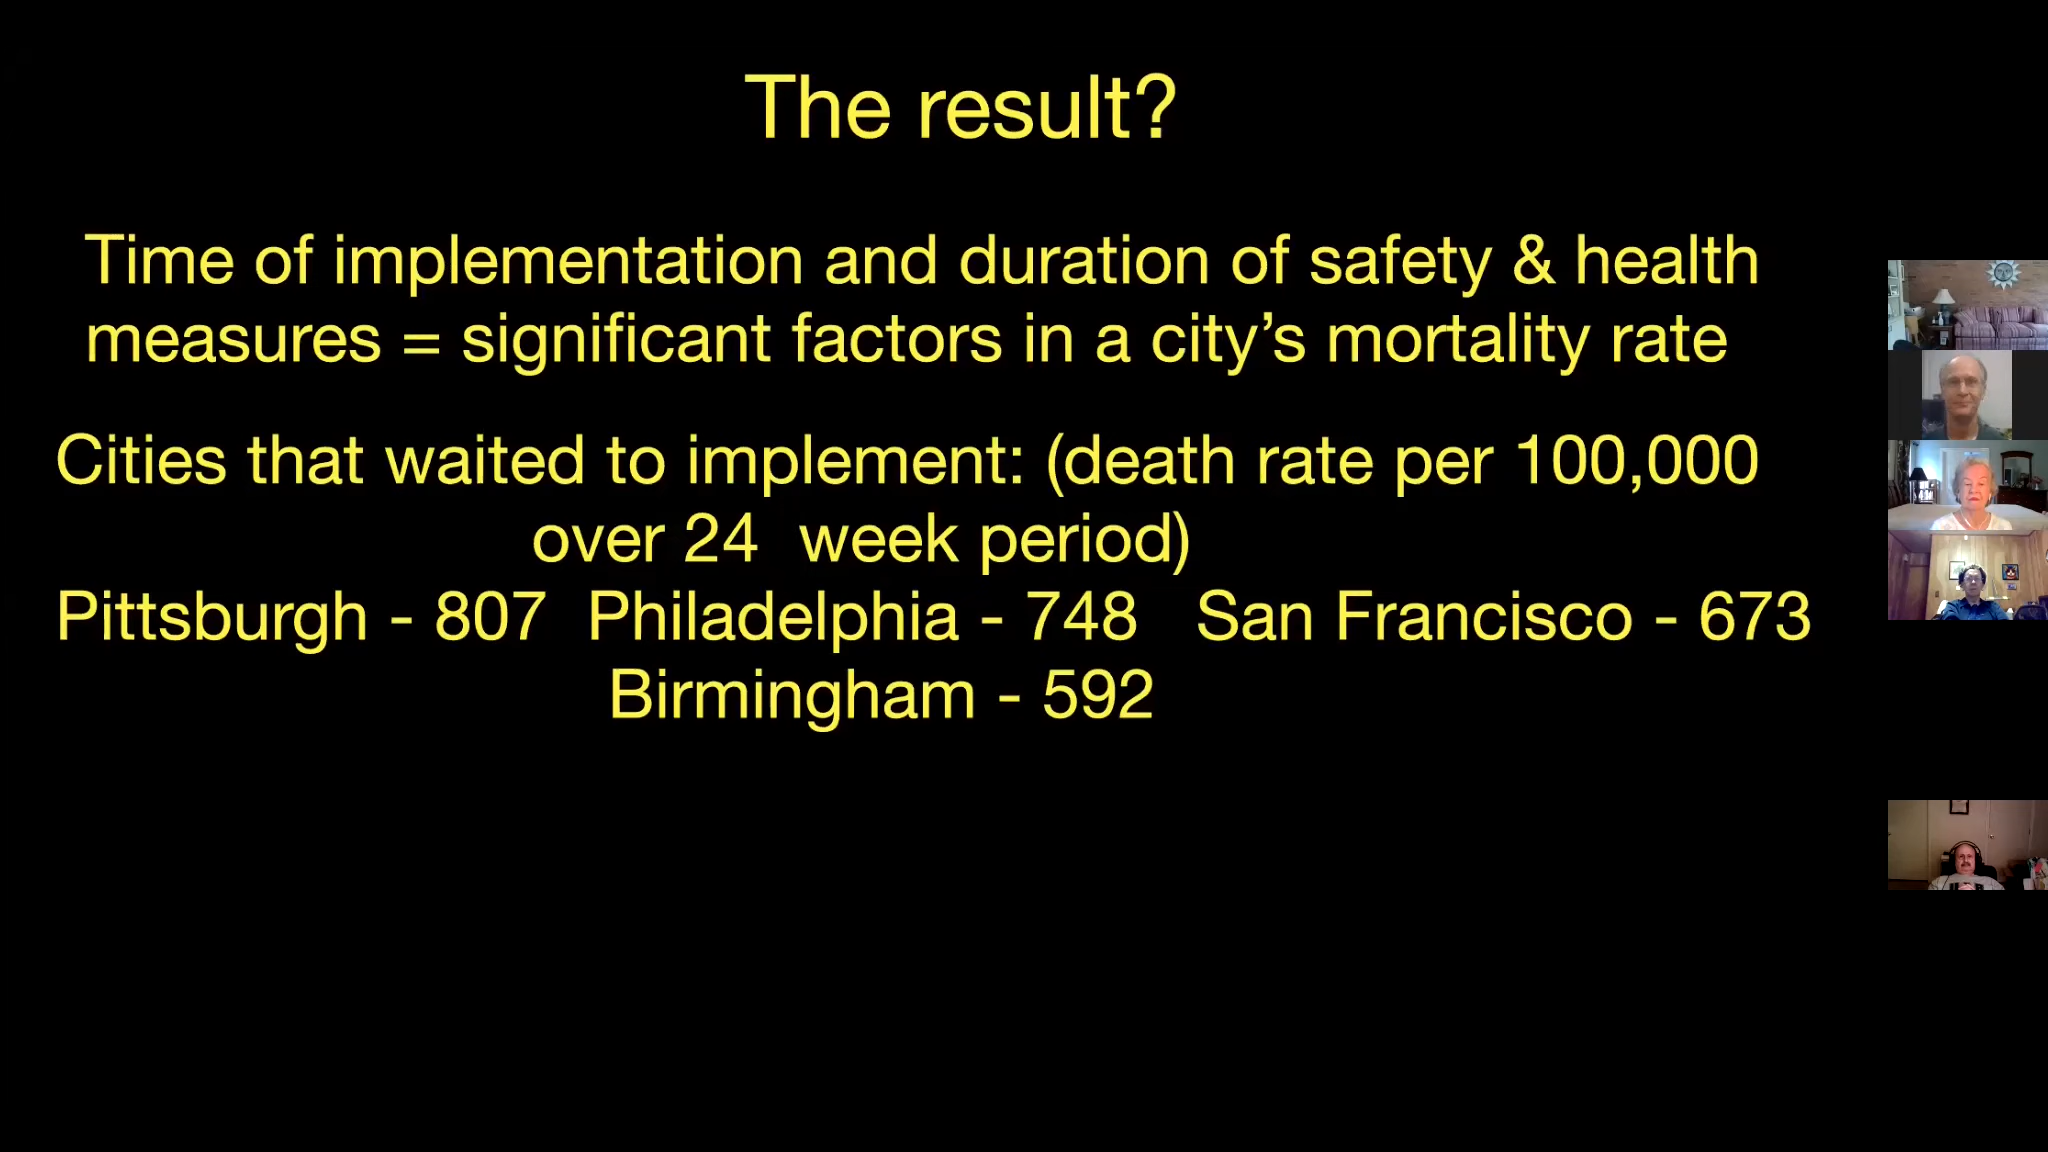 The result?
Time of implementation and duration of safety & health
measures = significant factors in a city’s mortality rate
Cities that waited to implement: (death rate per 100,000
over 24  week period)
Pittsburgh - 807  Philadelphia - 748   San Francisco - 673
Birmingham - 592